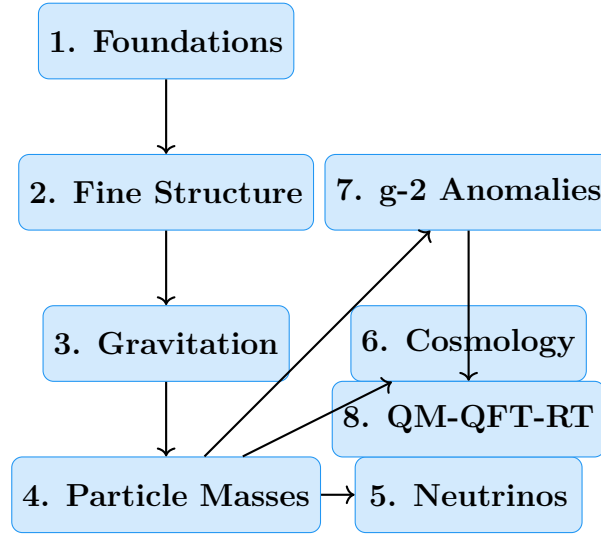 1. Foundations
2. Fine Structure
7. g-2 Anomalies
3. Gravitation
6. Cosmology
8. QM-QFT-RT
4. Particle Masses
5. Neutrinos